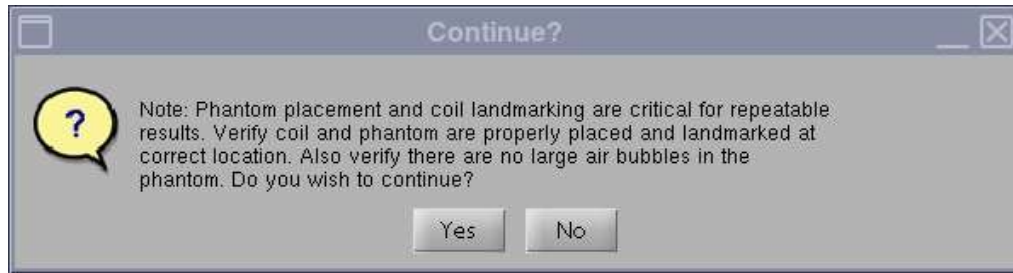 Continue?
Note: Phantom placement and coil landmarking are critical for repeatable
results. Verify coil and phantom are properly placed and landmarked at
correct location. Also verify there are no large air bubbles in the
phantom. Do you wish to continue?
Yes No